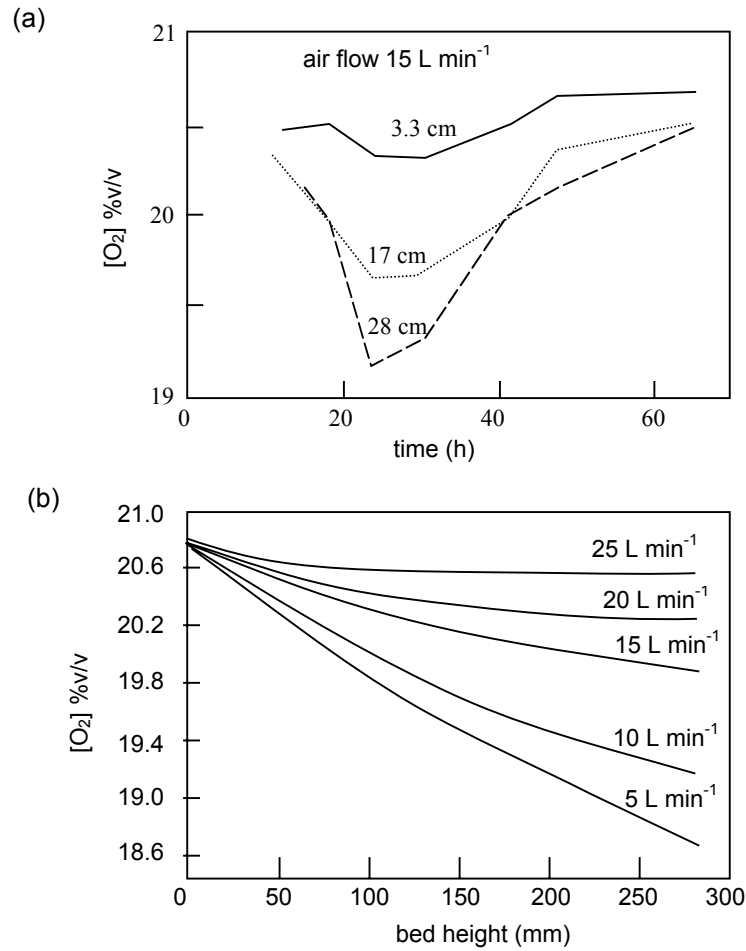 (a)
21
air flow 15 L min⁻¹
3.3 cm
20
17 cm
28 cm
19
[O₂] %v/v
0 20 40 60
time (h)
(b)
21.0
20.6
20.2
19.8
19.4
19.0
18.6
[O₂] %v/v
25 L min⁻¹
20 L min⁻¹
15 L min⁻¹
10 L min⁻¹
5 L min⁻¹
0 50 100 150 200 250 300
bed height (mm)